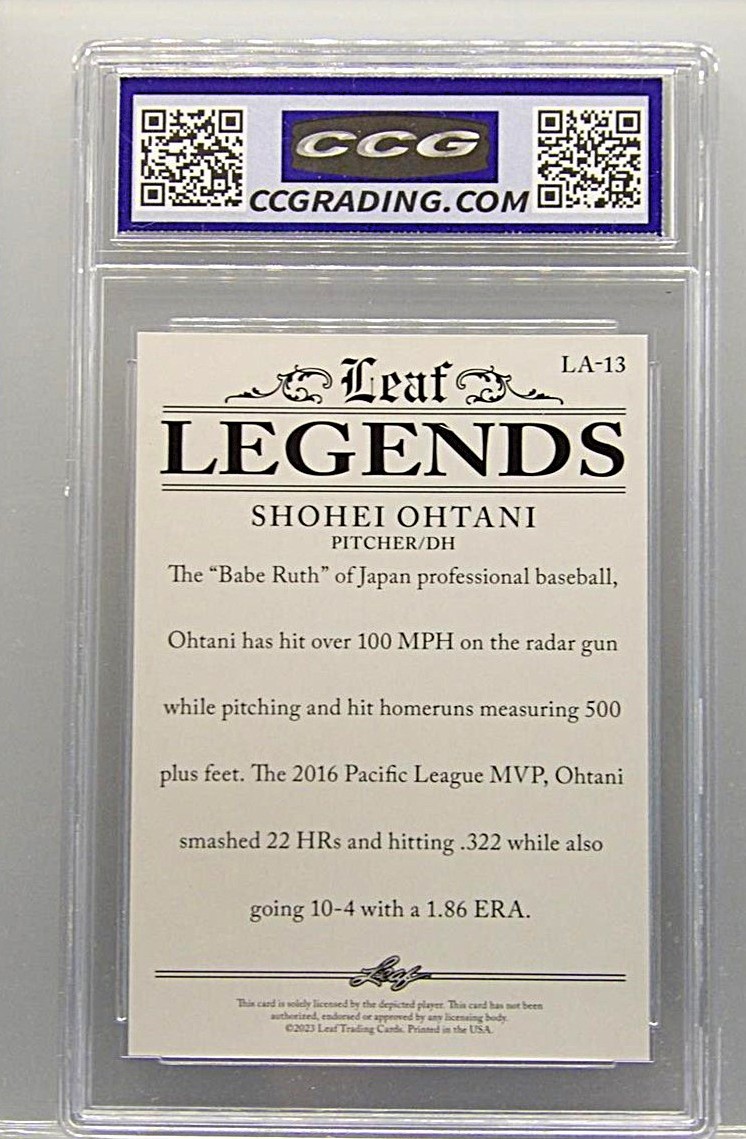 CCG
CCGRADING.COM
LA-13
Leaf
LEGENDS
SHOHEI OHTANI
PITCHER/DH
The “Babe Ruth” of Japan professional baseball,
Ohtani has hit over 100 MPH on the radar gun
while pitching and hit homeruns measuring 500
plus feet. The 2016 Pacific League MVP, Ohtani
smashed 22 HRs and hitting .322 while also
going 10-4 with a 1.86 ERA.
Leaf
This card is solely licensed by the depicted player. This card has not been
authorized, endorsed or approved by any licensing body.
©2023 Leaf Trading Cards. Printed in the USA.